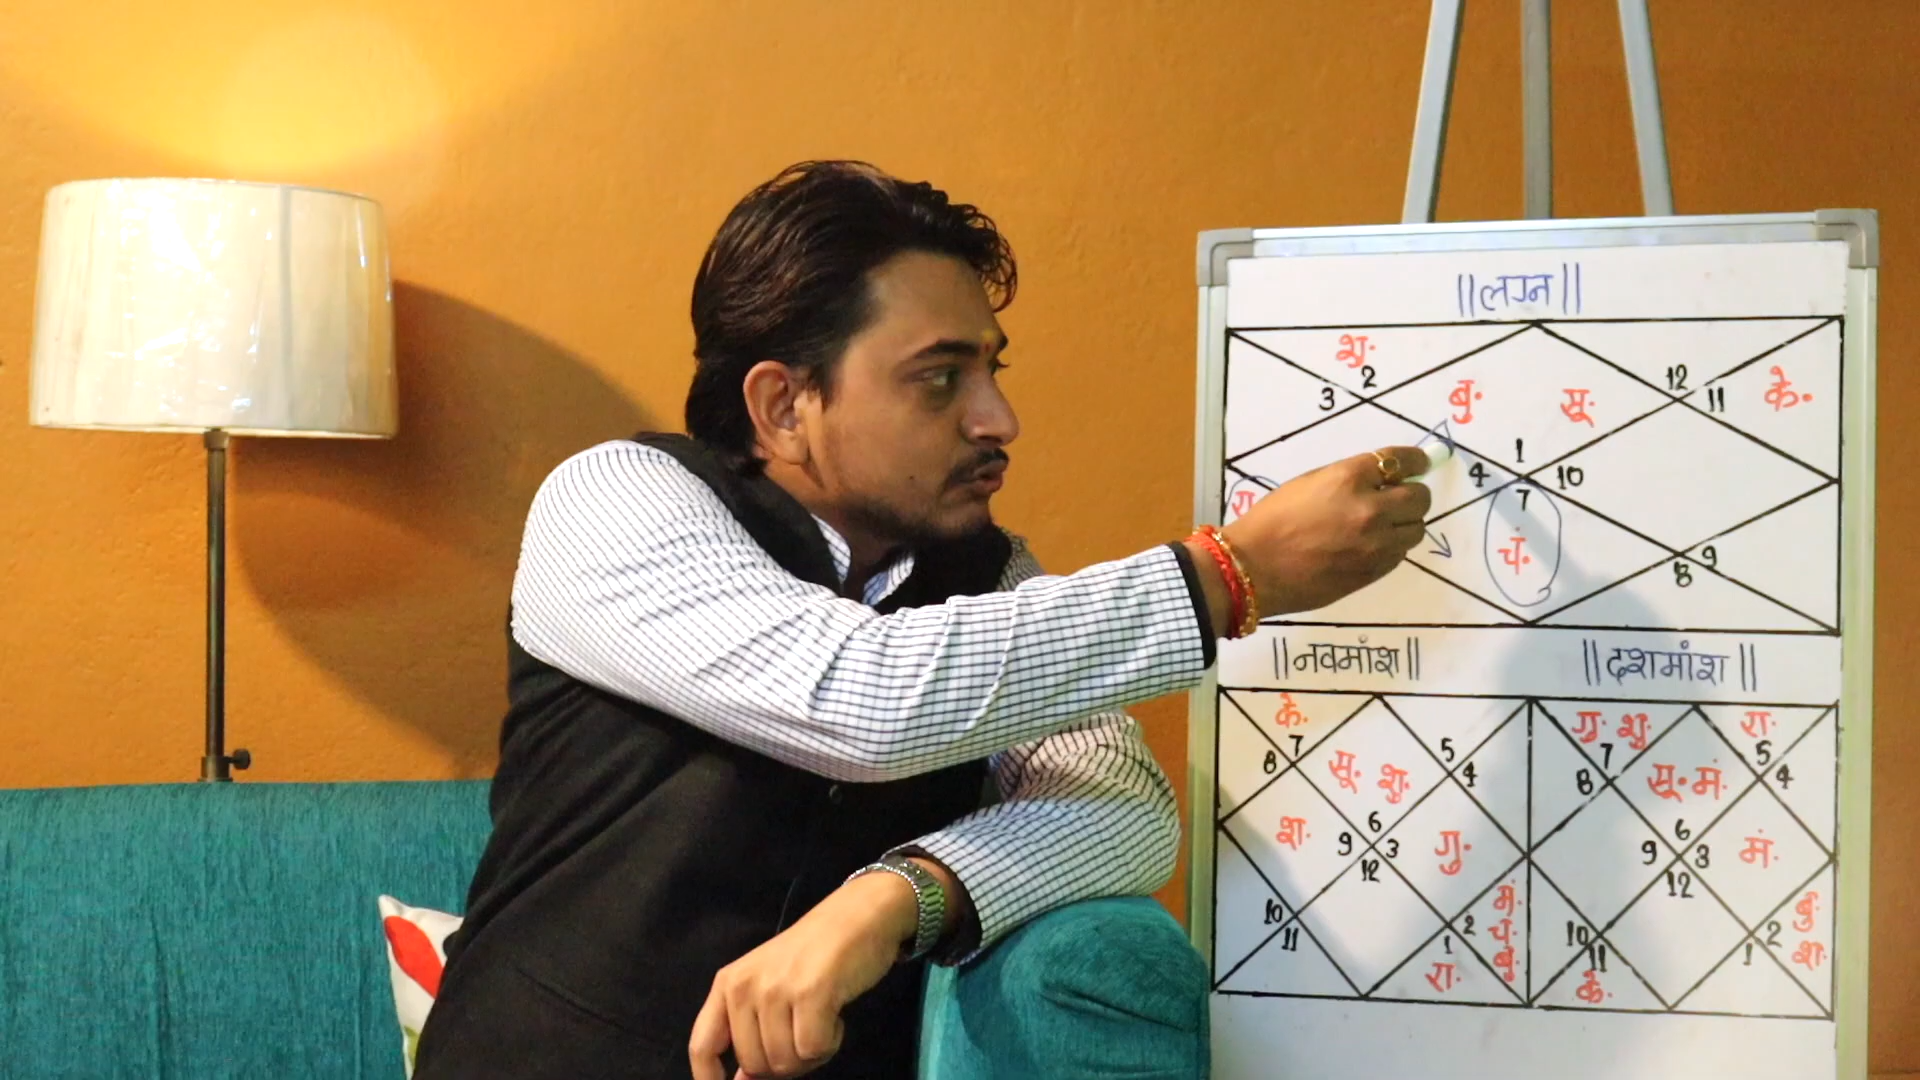 ||लग्न||
शु.
2
12
3
बु.
सू.
11
के.
1
4
10
रा
7
चं.
9
8
||नवमांश||
||दशमांश||
के.
7
8
सू. शु.
5
4
श.
6
9
3
12
गु.
10
11
2
1
मं.
चं.
बु.
रा.
गु. शु.
7
8
सू. मं.
रा.
5
4
6
9
3
12
मं.
10
11
के.
2
1
बु.
श.